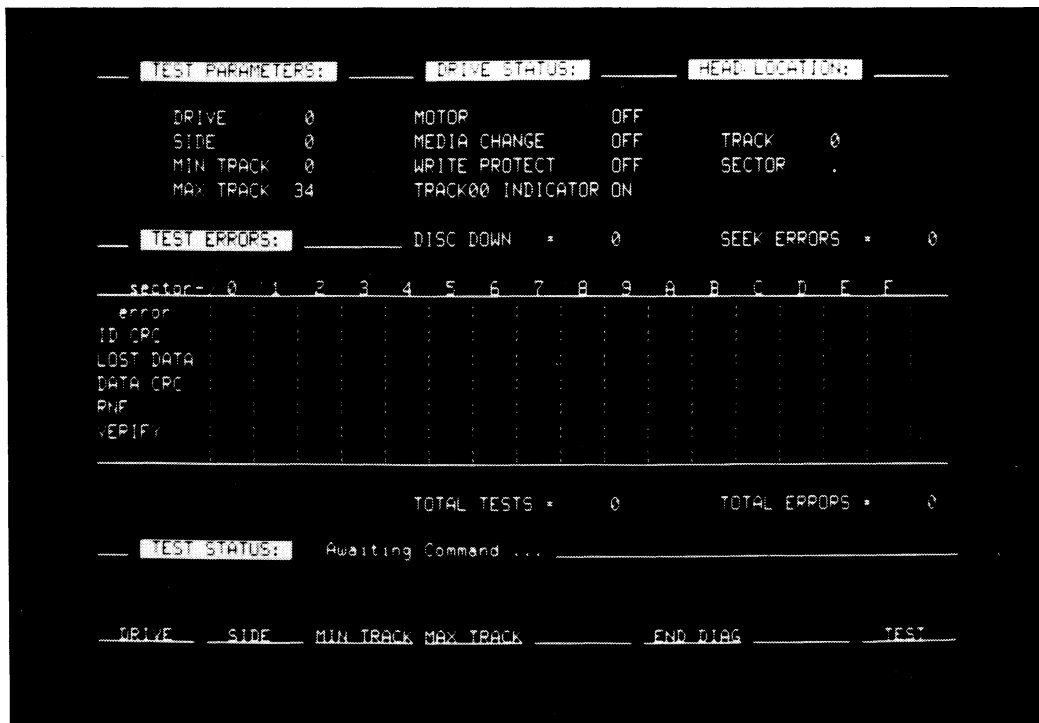 TEST PARAMETERS: DRIVE STATUS: HEAD LOCATION:
DRIVE 0 MOTOR OFF
SIDE 0 MEDIA CHANGE OFF TRACK 0
MIN TRACK 0 WRITE PROTECT OFF SECTOR .
MAX TRACK 34 TRACK00 INDICATOR ON
TEST ERRORS: DISC DOWN * 0 SEEK ERRORS * 0
sector-> 0 1 2 3 4 5 6 7 8 9 A B C D E F
error
ID CRC
LOST DATA
DATA CRC
RNF
VERIFY
TOTAL TESTS * 0 TOTAL ERRORS * 0
TEST STATUS: Awaiting Command ...
DRIVE SIDE MIN TRACK MAX TRACK END DIAG TEST